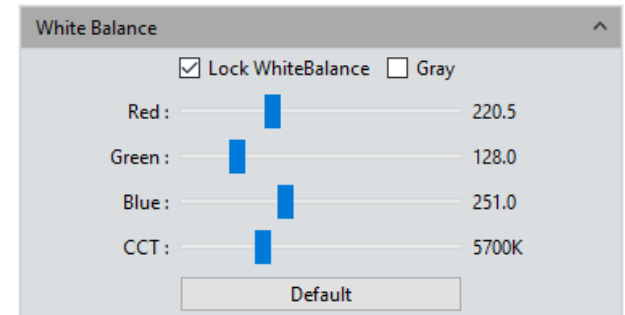 White Balance
Lock WhiteBalance Gray
Red : 220.5
Green : 128.0
Blue : 251.0
CCT : 5700K
Default